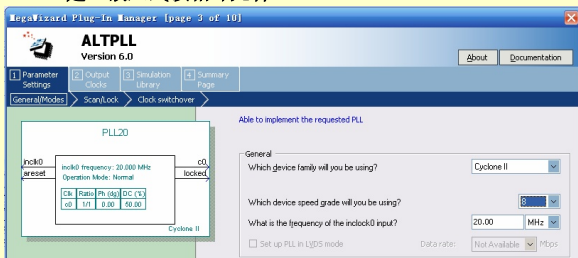 MegaWizard Plug-In Manager [page 3 of 10]
ALTPLL
Version 6.0
About
Documentation
1 Parameter Settings
2 Output Clocks
3 Simulation Library
4 Summary Page
General/Modes
Scan/Lock
Clock switchover
PLL20
inclk0
areset
inclk0 frequency: 20.000 MHz
Operation Mode: Normal
Clk Ratio Ph (dg) DC (%)
c0 1/1 0.00 50.00
c0
locked
Cyclone II
Able to implement the requested PLL
General
Which device family will you be using?
Cyclone II
Which device speed grade will you be using?
8
What is the frequency of the inclock0 input?
20.00
MHz
Set up PLL in LVDS mode
Data rate:
Not Available
Mbps